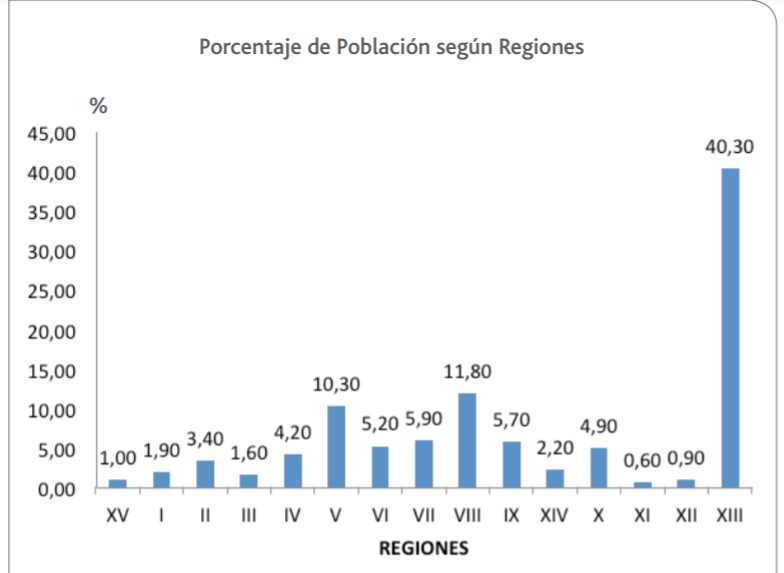 Porcentaje de Población según Regiones
%
45,00
40,00
35,00
30,00
25,00
20,00
15,00
10,00
5,00
0,00
1,00 1,90 3,40 1,60 4,20 10,30 5,20 5,90 11,80 5,70 2,20 4,90 0,60 0,90 40,30
XV I II III IV V VI VII VIII IX XIV X XI XII XIII
REGIONES